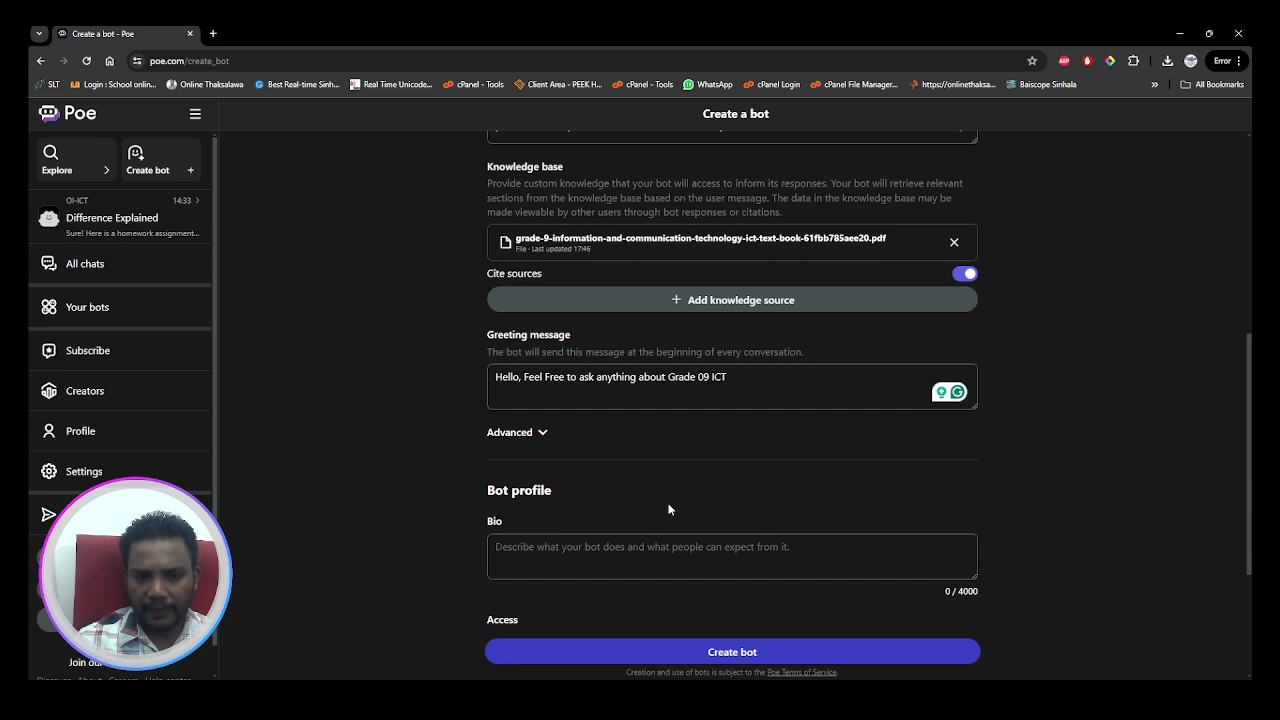 Create a bot - Poe
poe.com/create_bot
Error
SLT
Login : School onlin...
Online Thaksalawa
Best Real-time Sinh...
Real Time Unicode...
cPanel - Tools
Client Area - PEEK H...
cPanel - Tools
WhatsApp
cPanel Login
cPanel File Manager...
https://onlinethaksa...
Baiscope Sinhala
All Bookmarks
Poe
Create a bot
Explore
Create bot
OI-ICT
14:33
Difference Explained
Sure! Here is a homework assignment...
All chats
Your bots
Subscribe
Creators
Profile
Settings
Knowledge base
Provide custom knowledge that your bot will access to inform its responses. Your bot will retrieve relevant
sections from the knowledge base based on the user message. The data in the knowledge base may be
made viewable by other users through bot responses or citations.
grade-9-information-and-communication-technology-ict-text-book-61fbb785aee20.pdf
File - Last updated 17:46
Cite sources
+ Add knowledge source
Greeting message
The bot will send this message at the beginning of every conversation.
Hello, Feel Free to ask anything about Grade 09 ICT
Advanced
Bot profile
Bio
Describe what your bot does and what people can expect from it.
0 / 4000
Access
Create bot
Creation and use of bots is subject to the Poe Terms of Service.